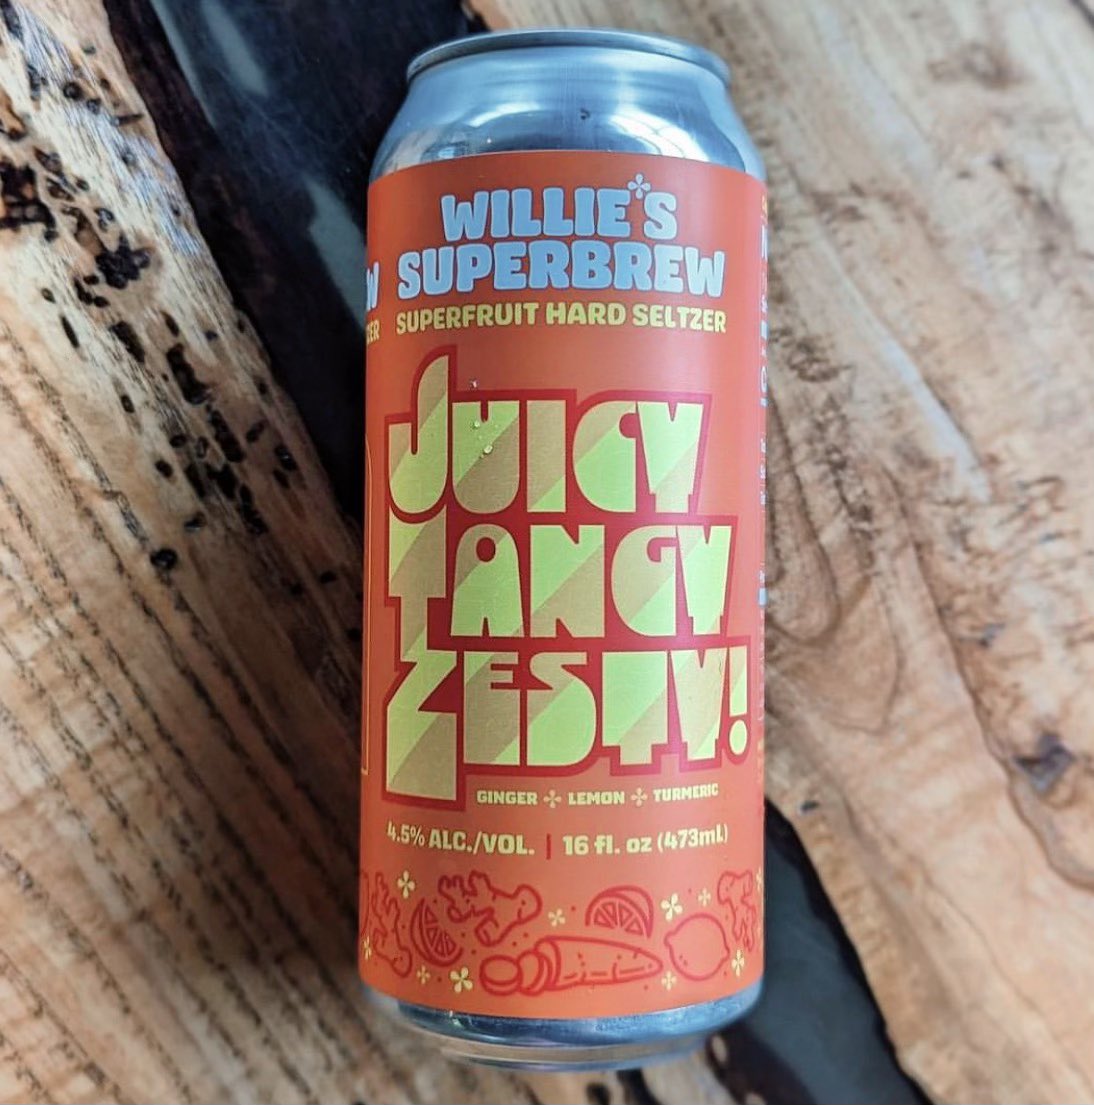 WILLIE'S
SUPERBREW
SUPERFRUIT HARD SELTZER
JUICY
TANGY
ZESTY!
GINGER ✣ LEMON ✣ TURMERIC
4.5% ALC./VOL. | 16 fl. oz (473mL)